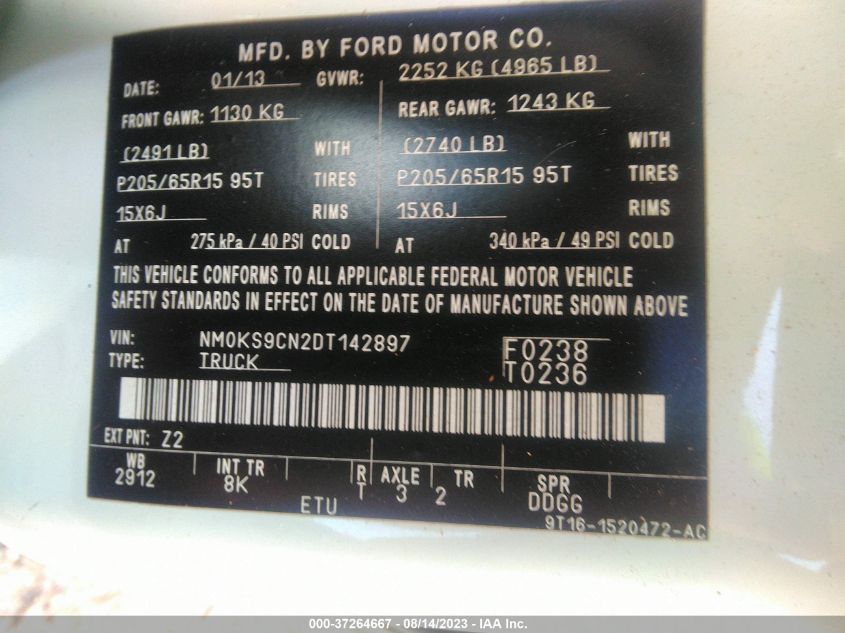 MFD. BY FORD MOTOR CO.
DATE: 01/13 GVWR: 2252 KG (4965 LB)
FRONT GAWR: 1130 KG REAR GAWR: 1243 KG
(2491 LB) WITH (2740 LB) WITH
P205/65R15 95T TIRES P205/65R15 95T TIRES
15X6J RIMS 15X6J RIMS
AT 275 kPa / 40 PSI COLD AT 340 kPa / 49 PSI COLD
THIS VEHICLE CONFORMS TO ALL APPLICABLE FEDERAL MOTOR VEHICLE
SAFETY STANDARDS IN EFFECT ON THE DATE OF MANUFACTURE SHOWN ABOVE
VIN: NM0KS9CN2DT142897 F0238
TYPE: TRUCK T0236
EXT PNT: Z2
WB INT TR R AXLE TR SPR
2912 8K T 3 2 DDGG
ETU 9T16-1520472-AC
000-37264667 - 08/14/2023 - IAA Inc.